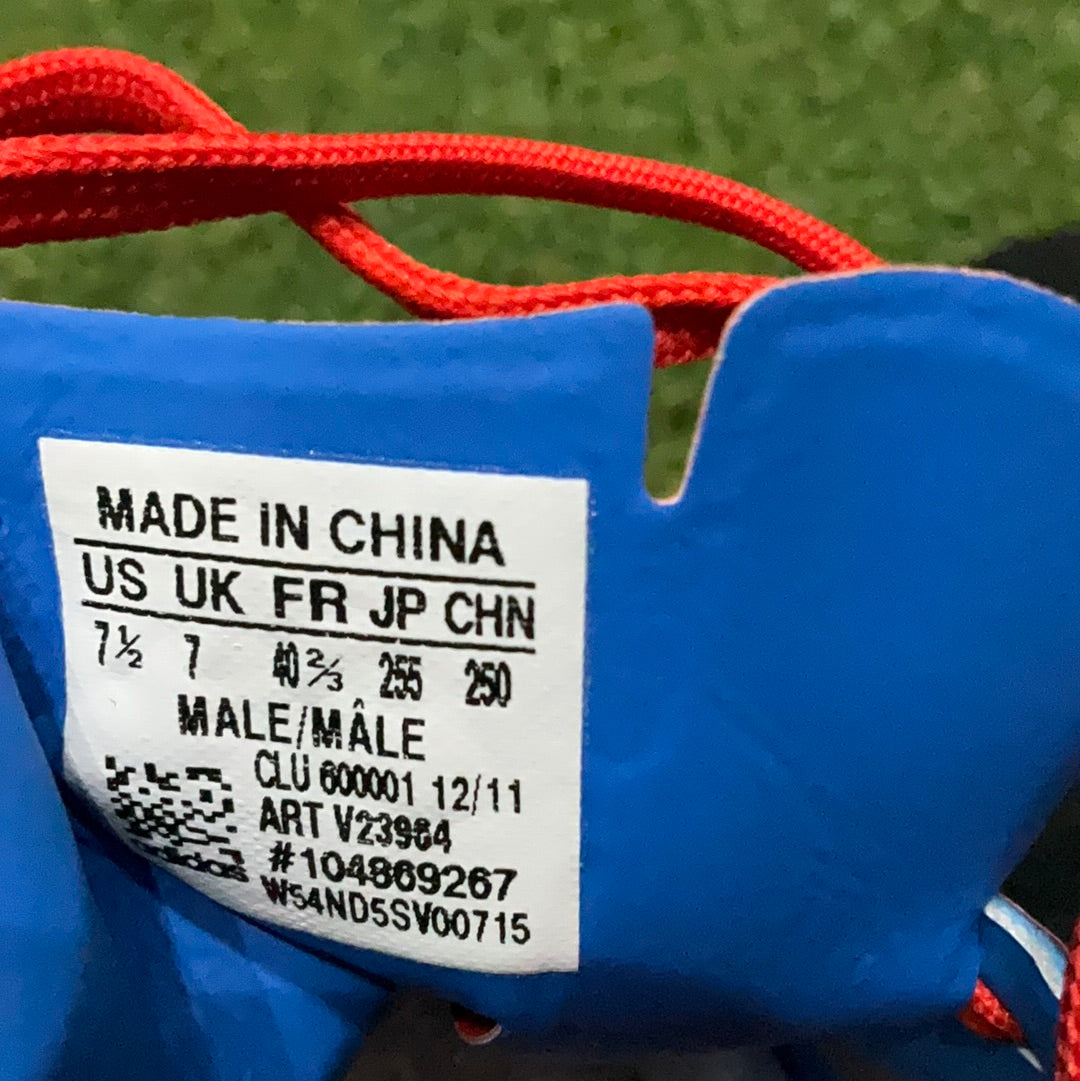 MADE IN CHINA
US UK FR JP CHN
7½ 7 40⅔ 255 250
MALE/MÂLE
CLU 600001 12/11
ART V23964
#104869267
W54ND5SV00715
adidas